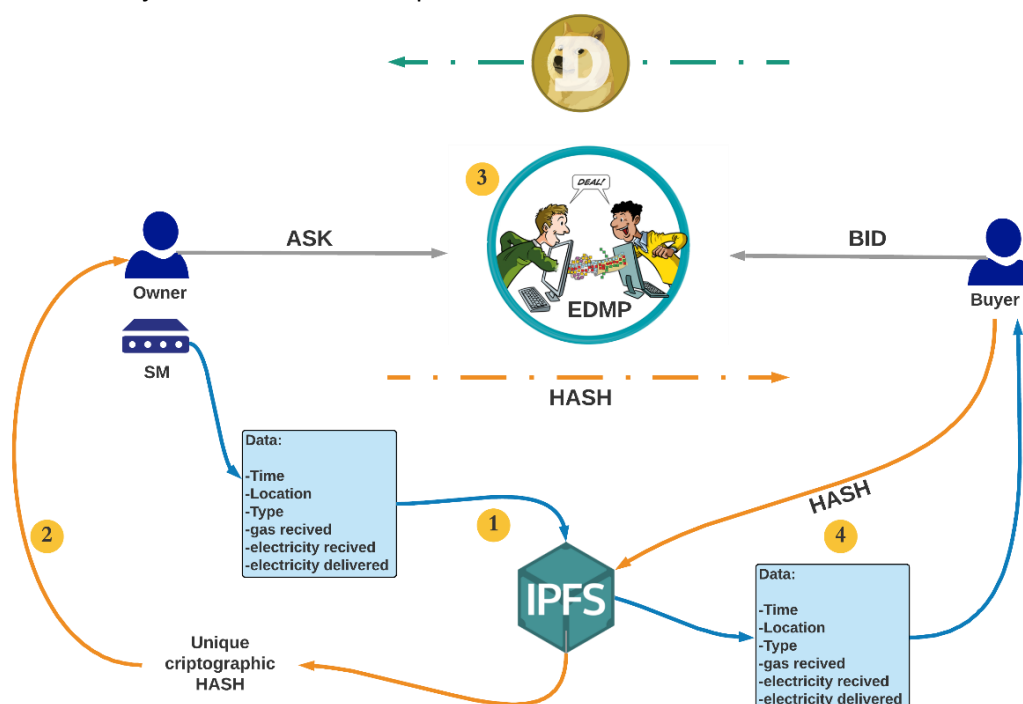 D
3
DEAL!
EDMP
ASK
BID
Owner
Buyer
SM
HASH
Data:
-Time
-Location
-Type
-gas recived
-electricity recived
-electricity delivered
1
2
HASH
4
IPFS
Data:
-Time
-Location
-Type
-gas recived
-electricity recived
-electricity delivered
Unique
criptographic
HASH